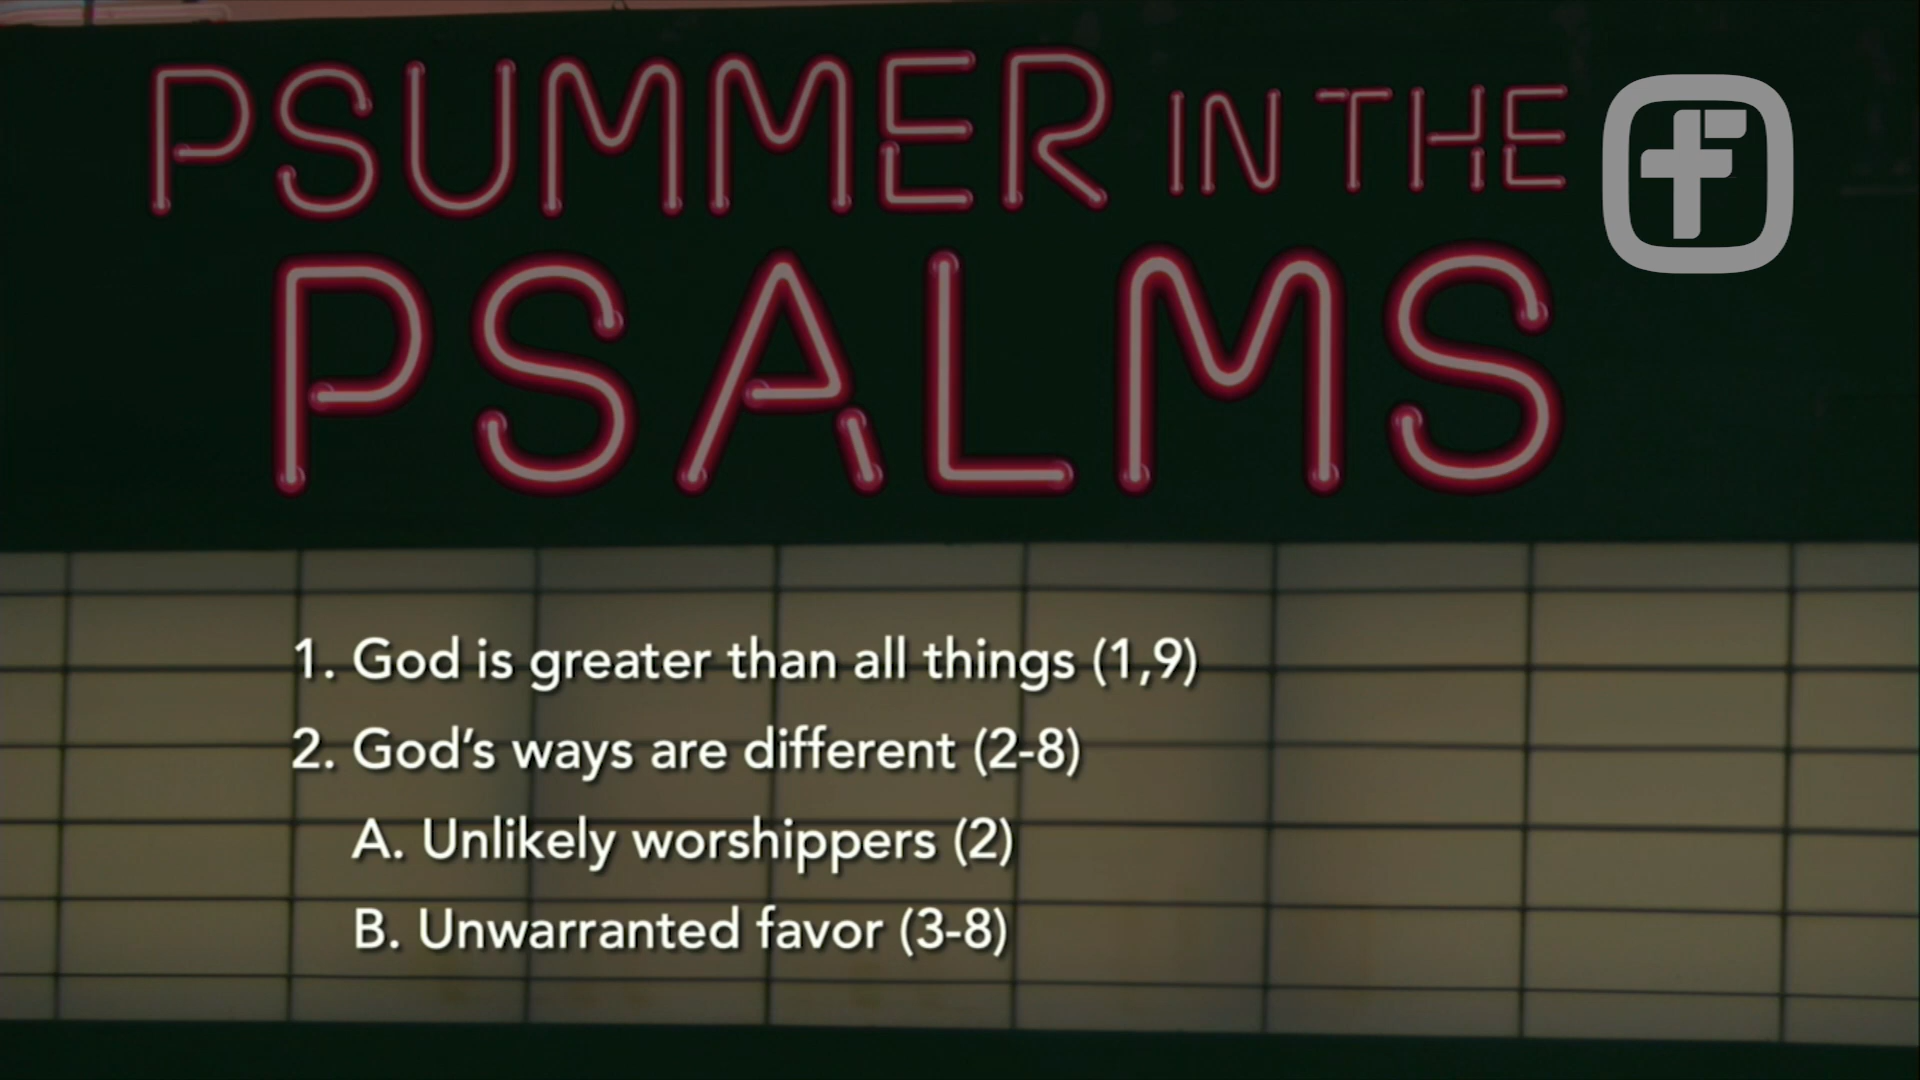 PSUMMER IN THE
PSALMS
1. God is greater than all things (1,9)
2. God’s ways are different (2-8)
A. Unlikely worshippers (2)
B. Unwarranted favor (3-8)